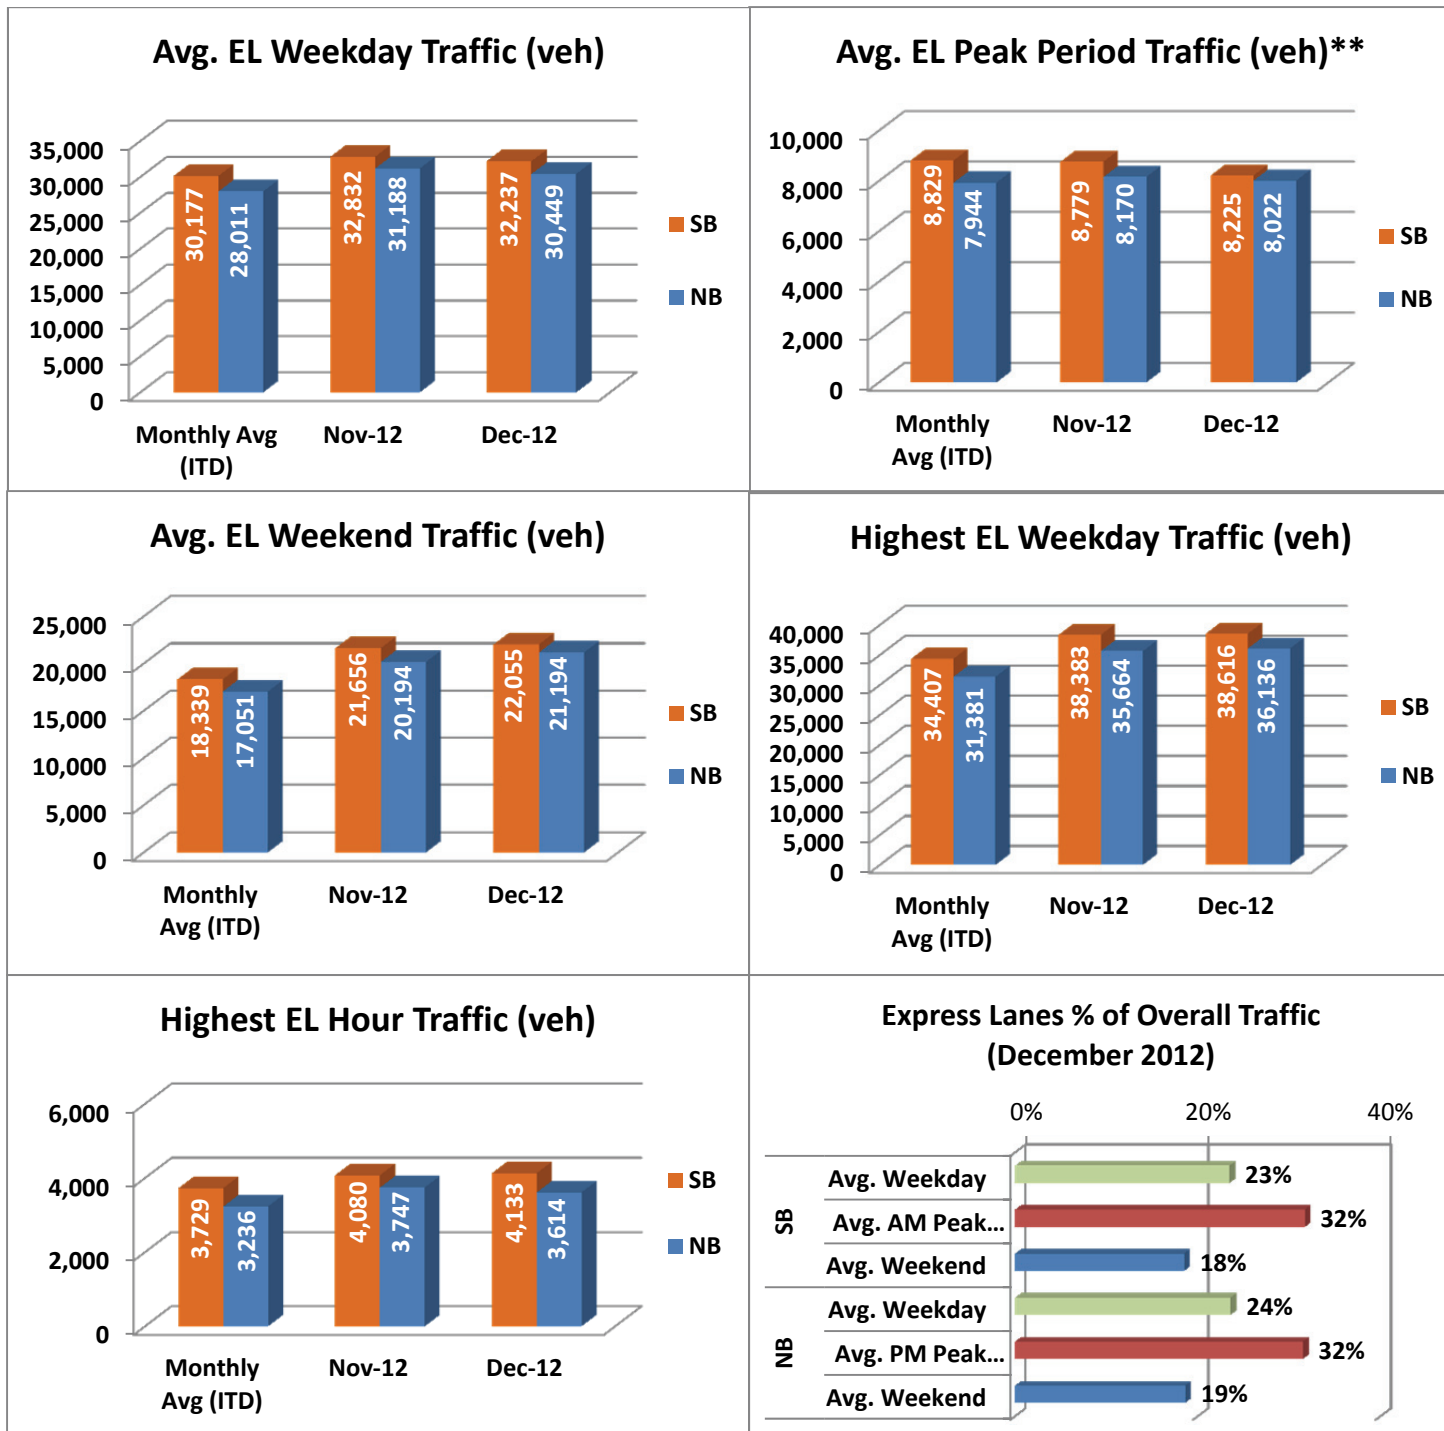 Avg. EL Weekday Traffic (veh)
35,000
30,000
25,000
20,000
15,000
10,000
5,000
0
30,177
28,011
32,832
31,188
32,237
30,449
Monthly Avg
(ITD)
Nov-12
Dec-12
SB
NB
Avg. EL Peak Period Traffic (veh)**
10,000
8,000
6,000
4,000
2,000
0
8,829
7,944
8,779
8,170
8,225
8,022
Monthly
Avg (ITD)
Nov-12
Dec-12
SB
NB
Avg. EL Weekend Traffic (veh)
25,000
20,000
15,000
10,000
5,000
0
18,339
17,051
21,656
20,194
22,055
21,194
Monthly
Avg (ITD)
Nov-12
Dec-12
SB
NB
Highest EL Weekday Traffic (veh)
40,000
35,000
30,000
25,000
20,000
15,000
10,000
5,000
0
34,407
31,381
38,383
35,664
38,616
36,136
Monthly
Avg (ITD)
Nov-12
Dec-12
SB
NB
Highest EL Hour Traffic (veh)
6,000
4,000
2,000
0
3,729
3,236
4,080
3,747
4,133
3,614
Monthly
Avg (ITD)
Nov-12
Dec-12
SB
NB
Express Lanes % of Overall Traffic
(December 2012)
0% 20% 40%
SB
Avg. Weekday 23%
Avg. AM Peak... 32%
Avg. Weekend 18%
NB
Avg. Weekday 24%
Avg. PM Peak... 32%
Avg. Weekend 19%